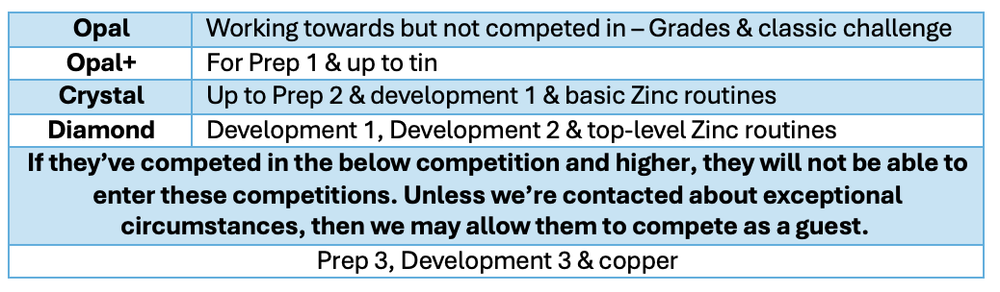 Opal Working towards but not competed in – Grades & classic challenge
Opal+ For Prep 1 & up to tin
Crystal Up to Prep 2 & development 1 & basic Zinc routines
Diamond Development 1, Development 2 & top-level Zinc routines
If they’ve competed in the below competition and higher, they will not be able to
enter these competitions. Unless we’re contacted about exceptional
circumstances, then we may allow them to compete as a guest.
Prep 3, Development 3 & copper